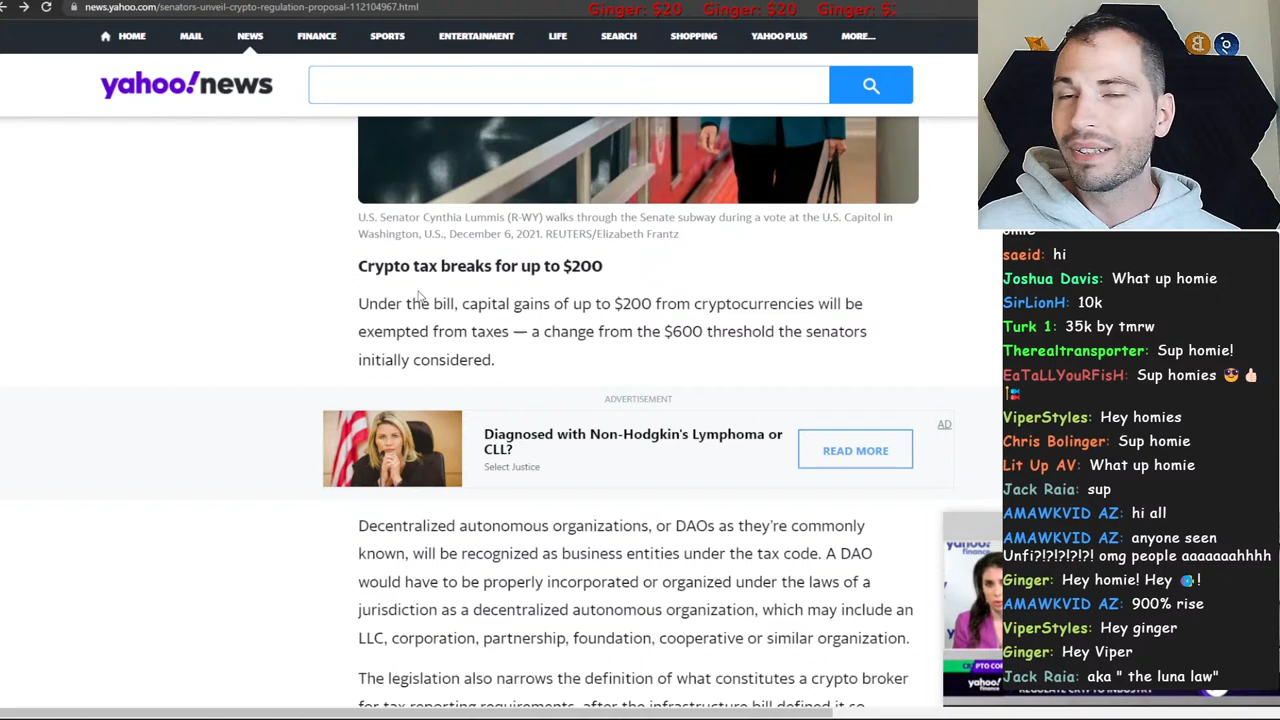 news.yahoo.com/senators-unveil-crypto-regulation-proposal-112104967.html
Ginger: $20 Ginger: $20 Ginger:
HOME MAIL NEWS FINANCE SPORTS ENTERTAINMENT LIFE SEARCH SHOPPING YAHOO PLUS MORE...
yahoo!news
U.S. Senator Cynthia Lummis (R-WY) walks through the Senate subway during a vote at the U.S. Capitol in
Washington, U.S., December 6, 2021. REUTERS/Elizabeth Frantz
Crypto tax breaks for up to $200
Under the bill, capital gains of up to $200 from cryptocurrencies will be
exempted from taxes — a change from the $600 threshold the senators
initially considered.
ADVERTISEMENT
AD
Diagnosed with Non-Hodgkin's Lymphoma or
CLL?
Select Justice
READ MORE
Decentralized autonomous organizations, or DAOs as they're commonly
known, will be recognized as business entities under the tax code. A DAO
would have to be properly incorporated or organized under the laws of a
jurisdiction as a decentralized autonomous organization, which may include an
LLC, corporation, partnership, foundation, cooperative or similar organization.
The legislation also narrows the definition of what constitutes a crypto broker
for tax reporting requirements, after the infrastructure bill defined it so
saeid: hi
Joshua Davis: What up homie
SirLionH: 10k
Turk 1: 35k by tmrw
Therealtransporter: Sup homie!
EaTaLLYouRFisH: Sup homies 😎 👍🏻
ViperStyles: Hey homies
Chris Bolinger: Sup homie
Lit Up AV: What up homie
Jack Raia: sup
AMAWKVID AZ: hi all
AMAWKVID AZ: anyone seen
Unfi?!?!?!?!?! omg people aaaaaaahhhh
Ginger: Hey homie! Hey !
AMAWKVID AZ: 900% rise
ViperStyles: Hey ginger
Ginger: Hey Viper
Jack Raia: aka " the luna law"
yahoo!
finance
yahoo!
REGULATE CRYPTO INDUSTRY